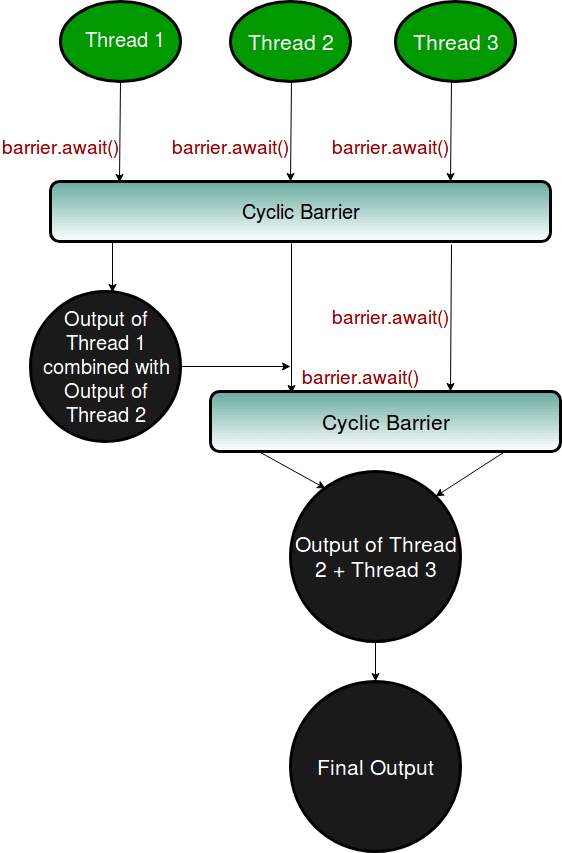 Thread 1
Thread 2
Thread 3
barrier.await()
barrier.await()
barrier.await()
Cyclic Barrier
Output of
Thread 1
combined with
Output of
Thread 2
barrier.await()
barrier.await()
Cyclic Barrier
Output of Thread
2 + Thread 3
Final Output